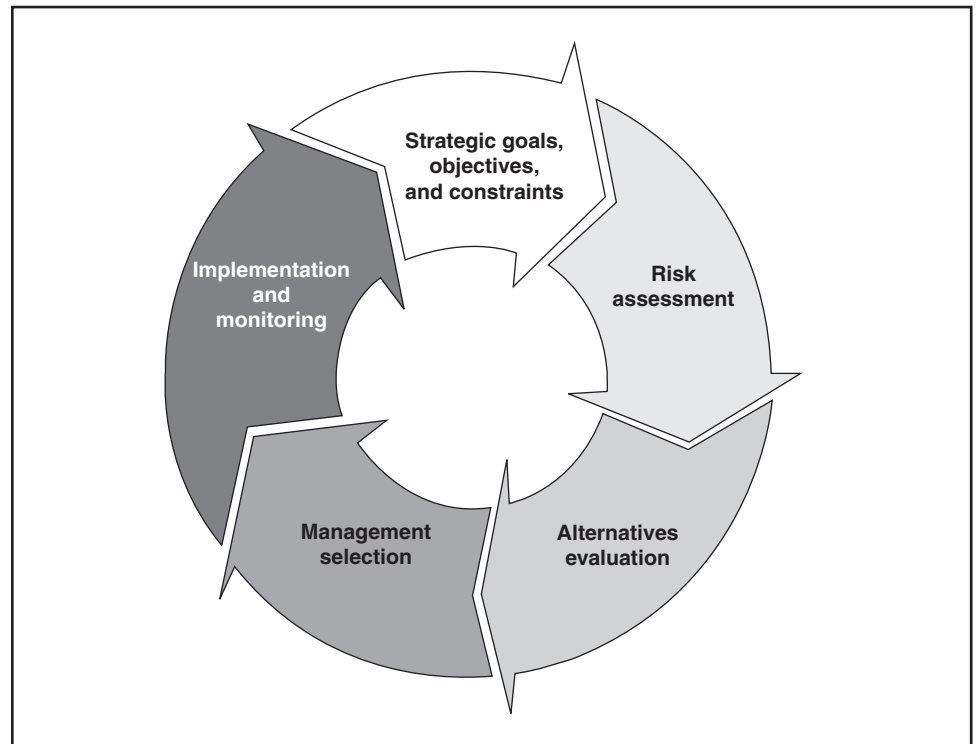 Strategic goals,
objectives,
and constraints
Risk
assessment
Alternatives
evaluation
Management
selection
Implementation
and
monitoring